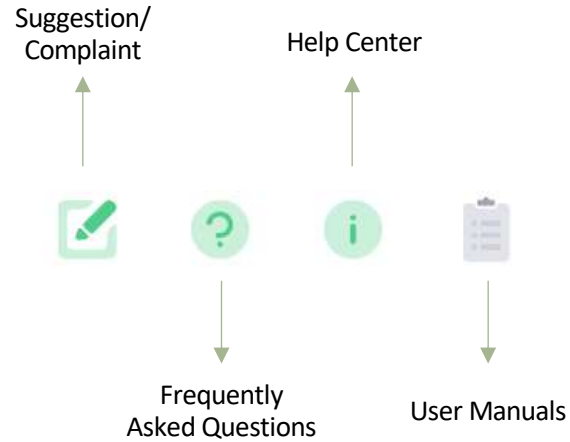 Suggestion/
Complaint
Help Center
?
i
Frequently
Asked Questions
User Manuals